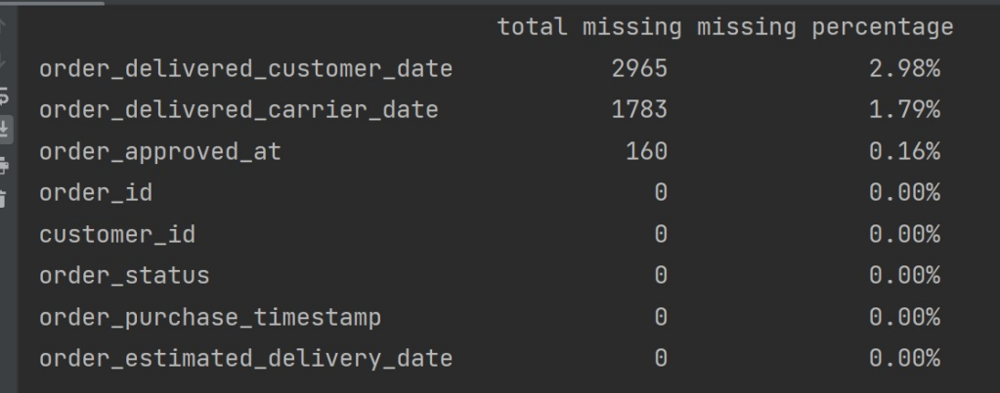 total missing missing percentage
order_delivered_customer_date 2965 2.98%
order_delivered_carrier_date 1783 1.79%
order_approved_at 160 0.16%
order_id 0 0.00%
customer_id 0 0.00%
order_status 0 0.00%
order_purchase_timestamp 0 0.00%
order_estimated_delivery_date 0 0.00%